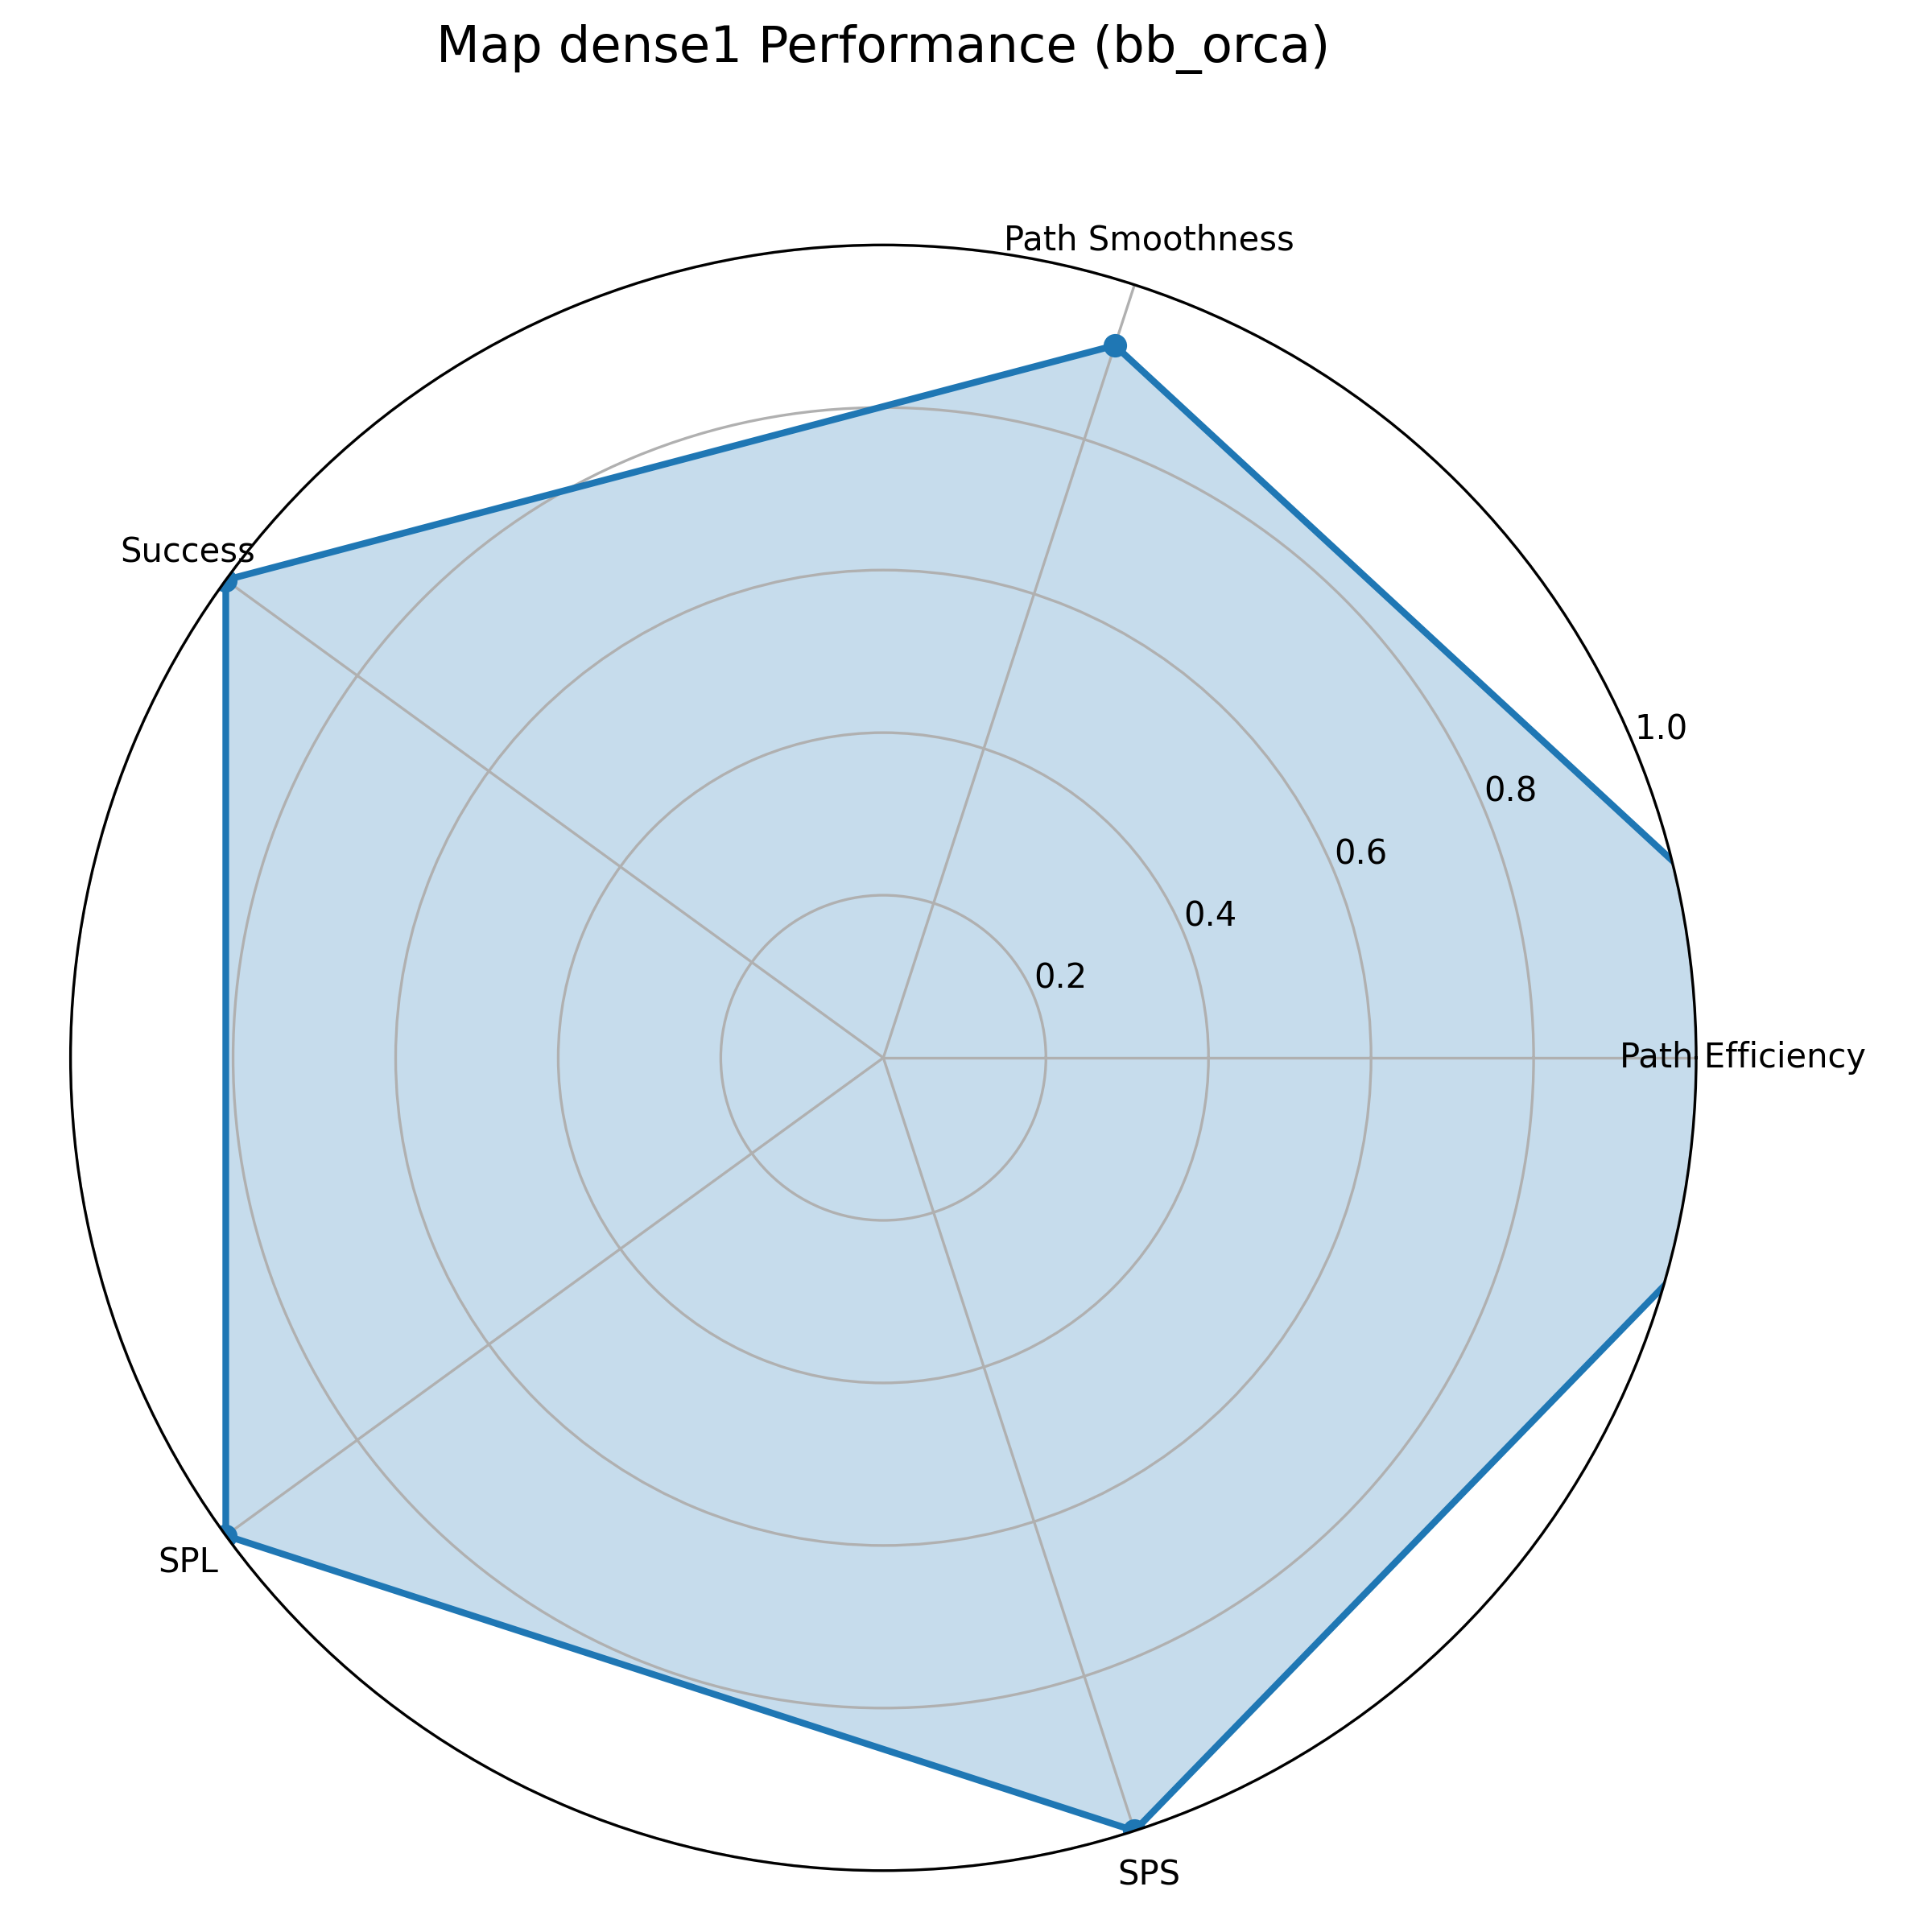 Map dense1 Performance (bb_orca)
Path Smoothness
Success
1.0
0.8
0.6
0.4
0.2
Path Efficiency
SPL
SPS